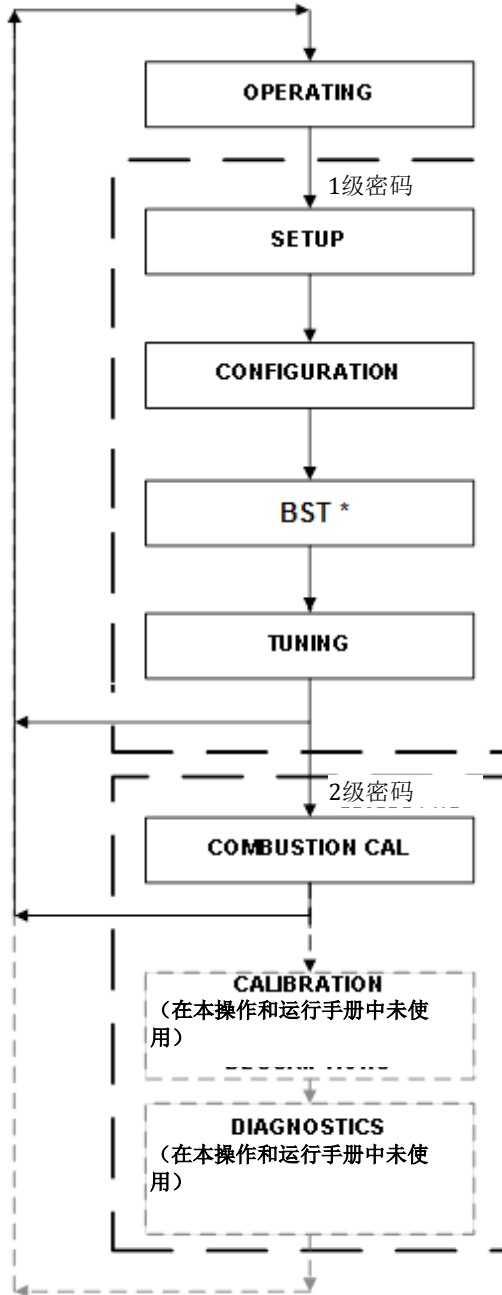 OPERATING
1级密码
SETUP
CONFIGURATION
BST *
TUNING
2级密码
COMBUSTION CAL
CALIBRATION
（在本操作和运行手册中未使
用）
DIAGNOSTICS
（在本操作和运行手册中未使
用）